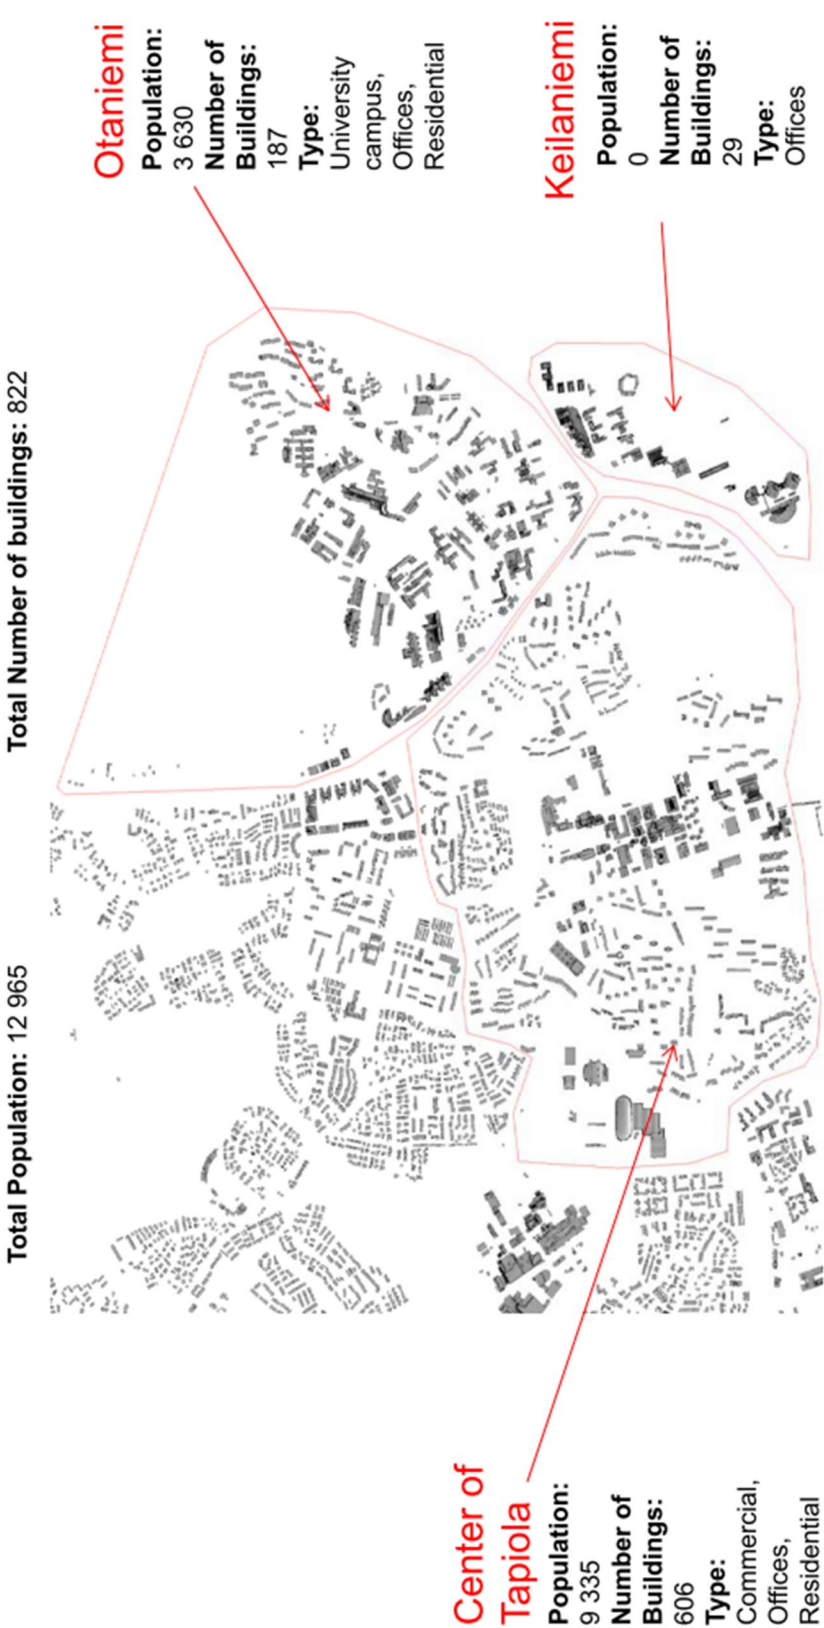 Total Population: 12 965
Total Number of buildings: 822
Otaniemi
Population:
3 630
Number of
Buildings:
187
Type:
University
campus,
Offices,
Residential
Keilaniemi
Population:
0
Number of
Buildings:
29
Type:
Offices
Center of
Tapiola
Population:
9 335
Number of
Buildings:
606
Type:
Commercial,
Offices,
Residential